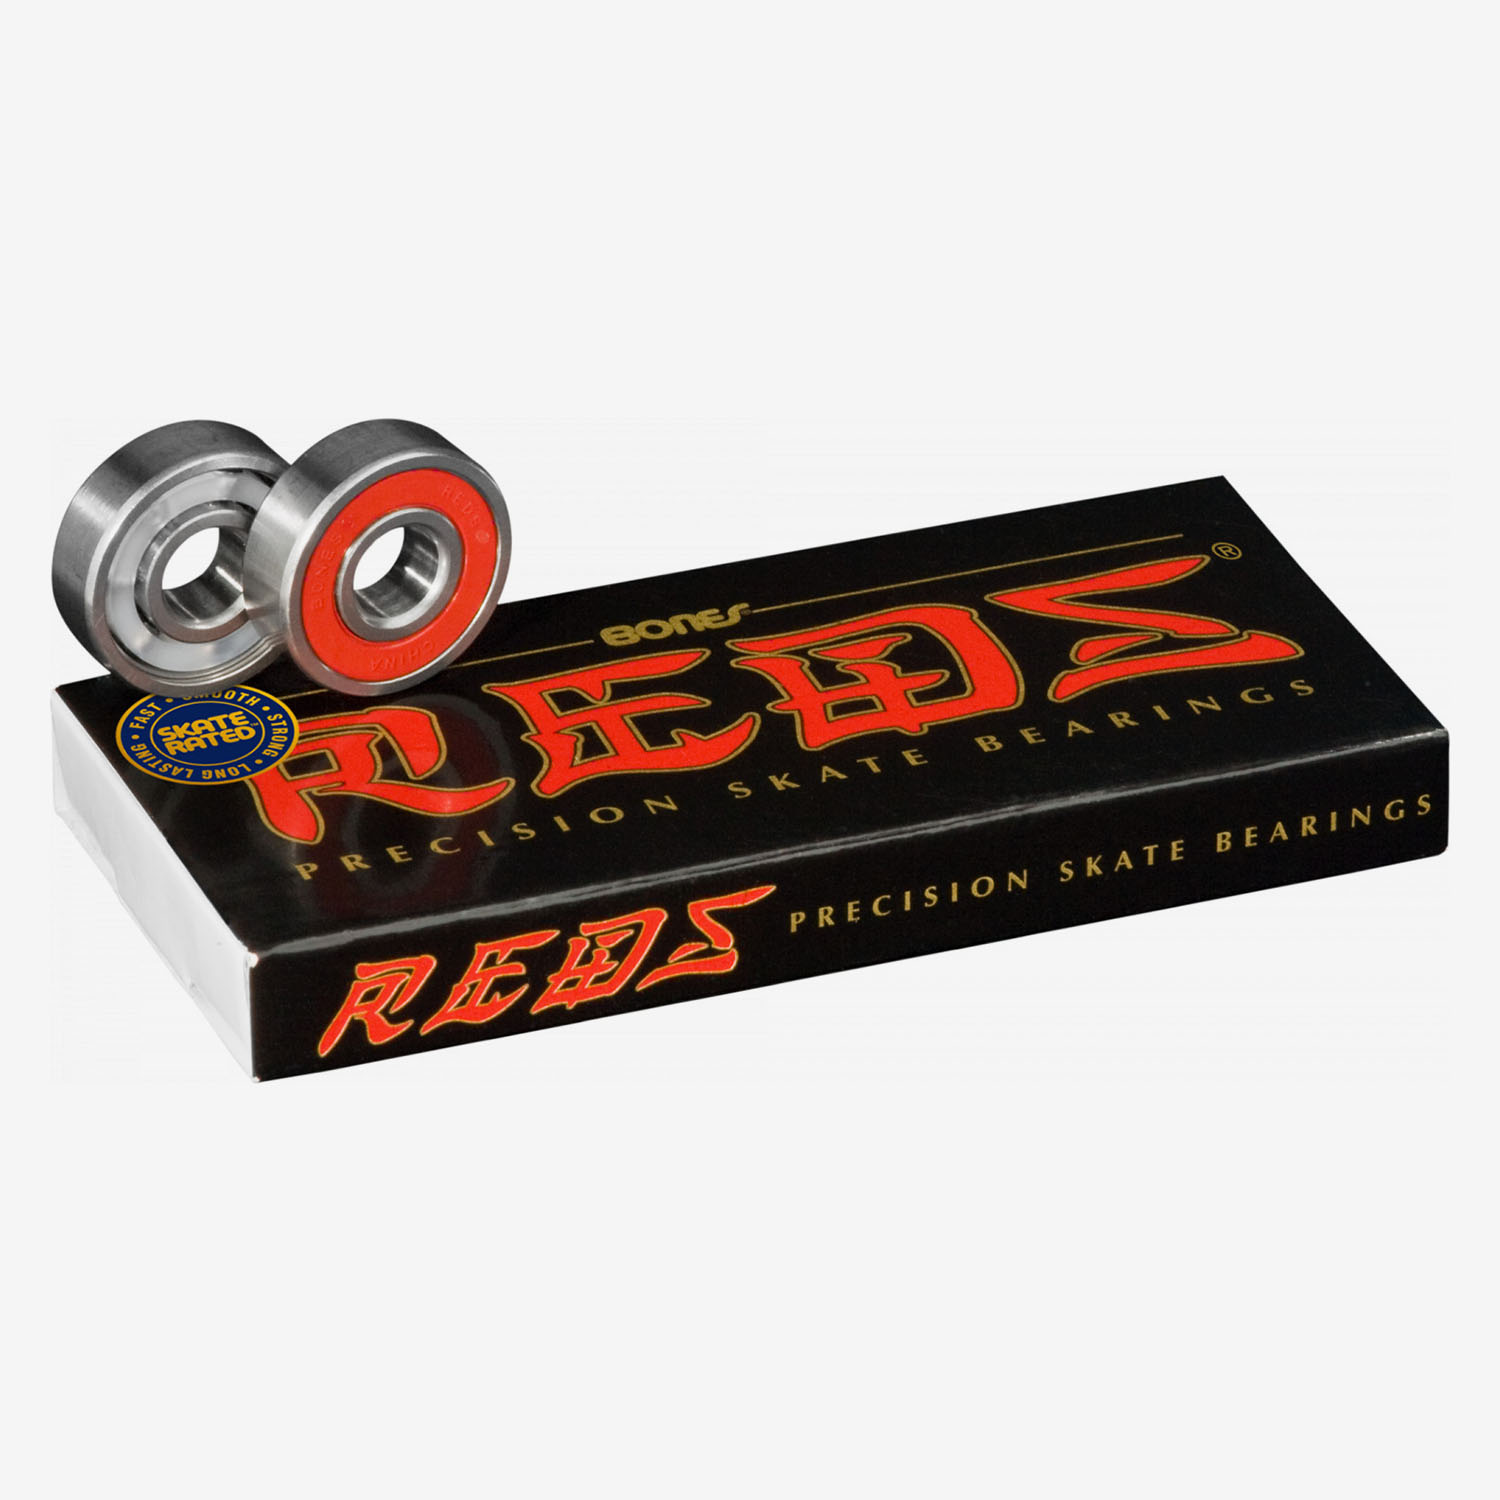 BONES REDS®
CHINA
FAST • SMOOTH • STRONG • LONG LASTING •
SKATE
RATED
BONES®
REDS®
PRECISION SKATE BEARINGS
REDS PRECISION SKATE BEARINGS